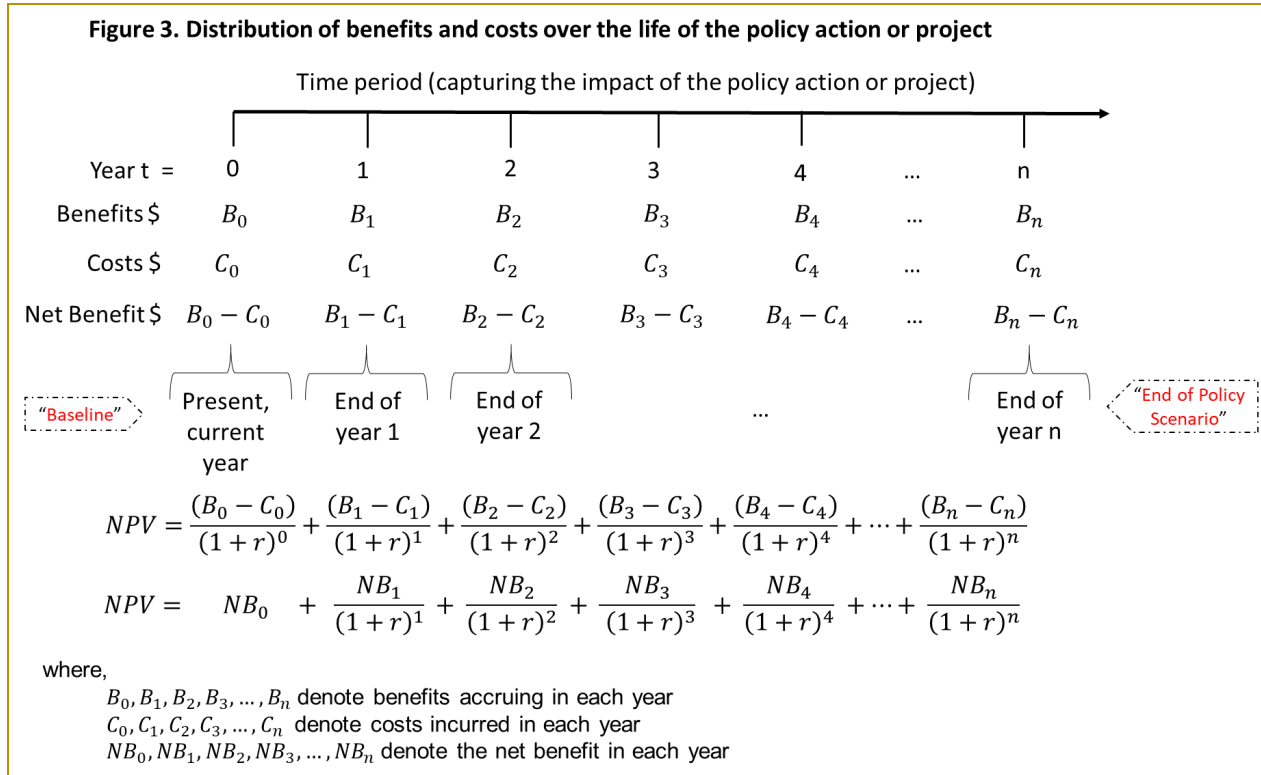 Figure 3. Distribution of benefits and costs over the life of the policy action or project
Time period (capturing the impact of the policy action or project)
Year t = 0 1 2 3 4 ... n
Benefits $ B₀ B₁ B₂ B₃ B₄ ... Bₙ
Costs $ C₀ C₁ C₂ C₃ C₄ ... Cₙ
Net Benefit $ B₀ − C₀ B₁ − C₁ B₂ − C₂ B₃ − C₃ B₄ − C₄ ... Bₙ − Cₙ
"Baseline"
Present,
current
year
End of
year 1
End of
year 2
...
End of
year n
"End of Policy
Scenario"
NPV = (B₀ − C₀)/(1 + r)⁰ + (B₁ − C₁)/(1 + r)¹ + (B₂ − C₂)/(1 + r)² + (B₃ − C₃)/(1 + r)³ + (B₄ − C₄)/(1 + r)⁴ + ⋯ + (Bₙ − Cₙ)/(1 + r)ⁿ
NPV = NB₀ + NB₁/(1 + r)¹ + NB₂/(1 + r)² + NB₃/(1 + r)³ + NB₄/(1 + r)⁴ + ⋯ + NBₙ/(1 + r)ⁿ
where,
B₀, B₁, B₂, B₃, ... , Bₙ denote benefits accruing in each year
C₀, C₁, C₂, C₃, ... , Cₙ denote costs incurred in each year
NB₀, NB₁, NB₂, NB₃, ... , NBₙ denote the net benefit in each year